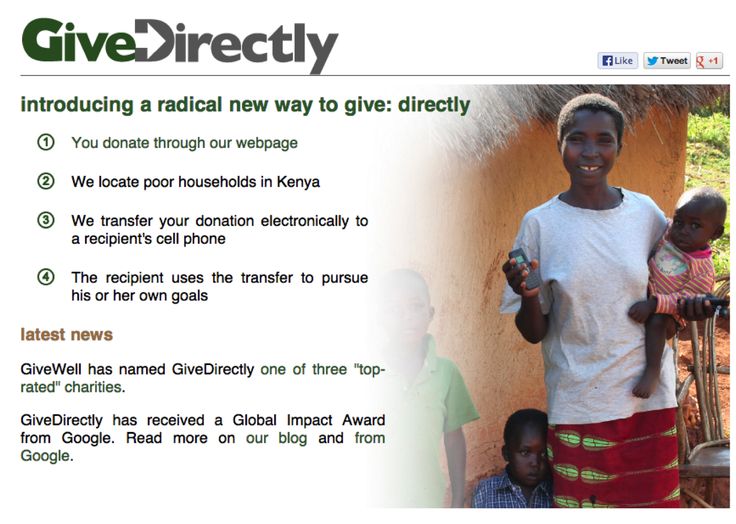 GiveDirectly
Like
Tweet
+1
introducing a radical new way to give: directly
1 You donate through our webpage
2 We locate poor households in Kenya
3 We transfer your donation electronically to
a recipient's cell phone
4 The recipient uses the transfer to pursue
his or her own goals
latest news
GiveWell has named GiveDirectly one of three "top-
rated" charities.
GiveDirectly has received a Global Impact Award
from Google. Read more on our blog and from
Google.